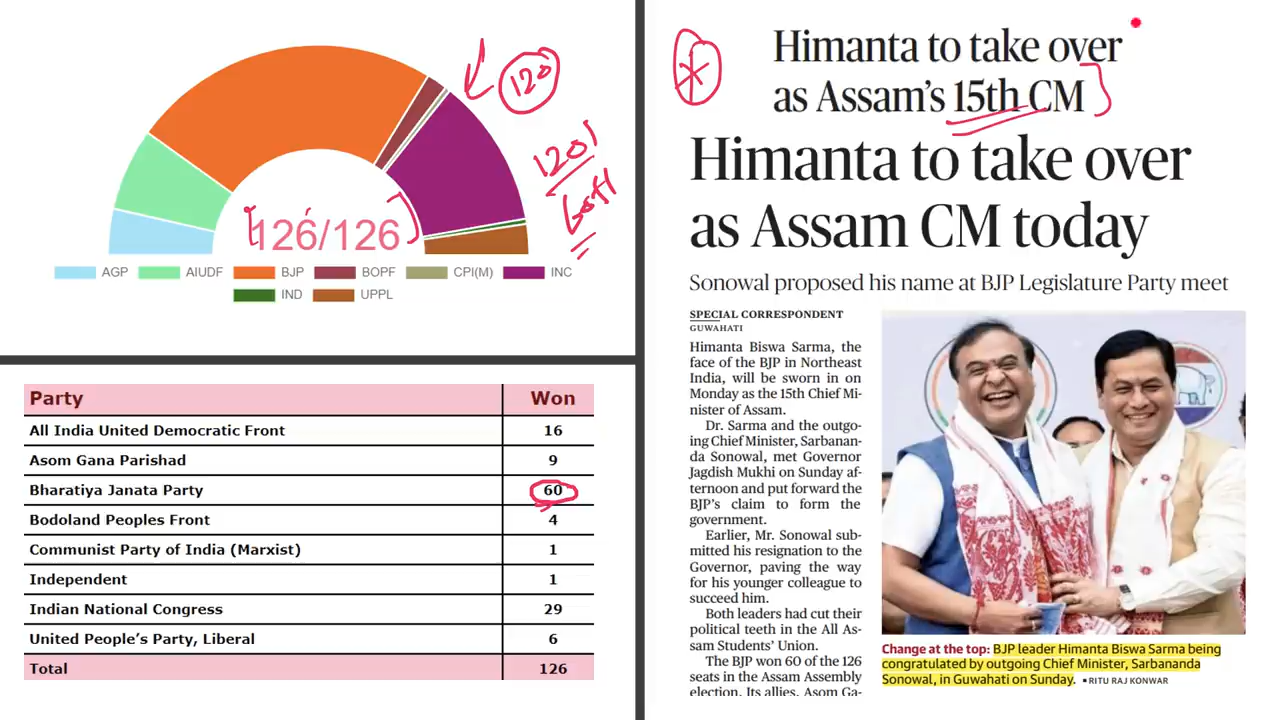 120
120/
126/126
AGP AIUDF BJP BOPF CPI(M) INC
IND UPPL
Party Won
All India United Democratic Front 16
Asom Gana Parishad 9
Bharatiya Janata Party 60
Bodoland Peoples Front 4
Communist Party of India (Marxist) 1
Independent 1
Indian National Congress 29
United People's Party, Liberal 6
Total 126
Himanta to take over
as Assam's 15th CM
Himanta to take over
as Assam CM today
Sonowal proposed his name at BJP Legislature Party meet
SPECIAL CORRESPONDENT
GUWAHATI
Himanta Biswa Sarma, the
face of the BJP in Northeast
India, will be sworn in on
Monday as the 15th Chief Mi-
nister of Assam.
Dr. Sarma and the outgo-
ing Chief Minister, Sarbanan-
da Sonowal, met Governor
Jagdish Mukhi on Sunday af-
ternoon and put forward the
BJP's claim to form the
government.
Earlier, Mr. Sonowal sub-
mitted his resignation to the
Governor, paving the way
for his younger colleague to
succeed him.
Both leaders had cut their
political teeth in the All As-
sam Students' Union.
The BJP won 60 of the 126
seats in the Assam Assembly
election. Its allies, Asom Ga-
Change at the top: BJP leader Himanta Biswa Sarma being
congratulated by outgoing Chief Minister, Sarbananda
Sonowal, in Guwahati on Sunday. ▪ RITU RAJ KONWAR